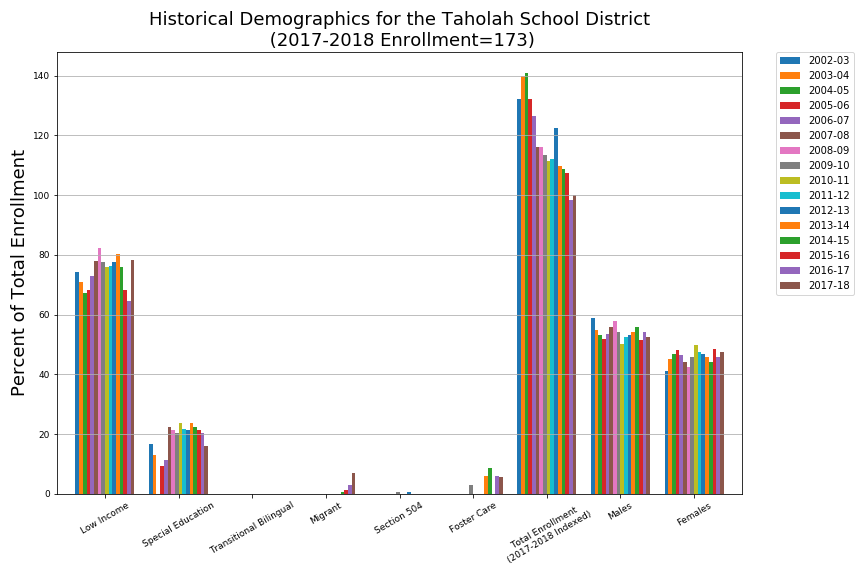 Historical Demographics for the Taholah School District
(2017-2018 Enrollment=173)
Percent of Total Enrollment
140
120
100
80
60
40
20
0
Low Income
Special Education
Transitional Bilingual
Migrant
Section 504
Foster Care
Total Enrollment
(2017-2018 Indexed)
Males
Females
2002-03
2003-04
2004-05
2005-06
2006-07
2007-08
2008-09
2009-10
2010-11
2011-12
2012-13
2013-14
2014-15
2015-16
2016-17
2017-18